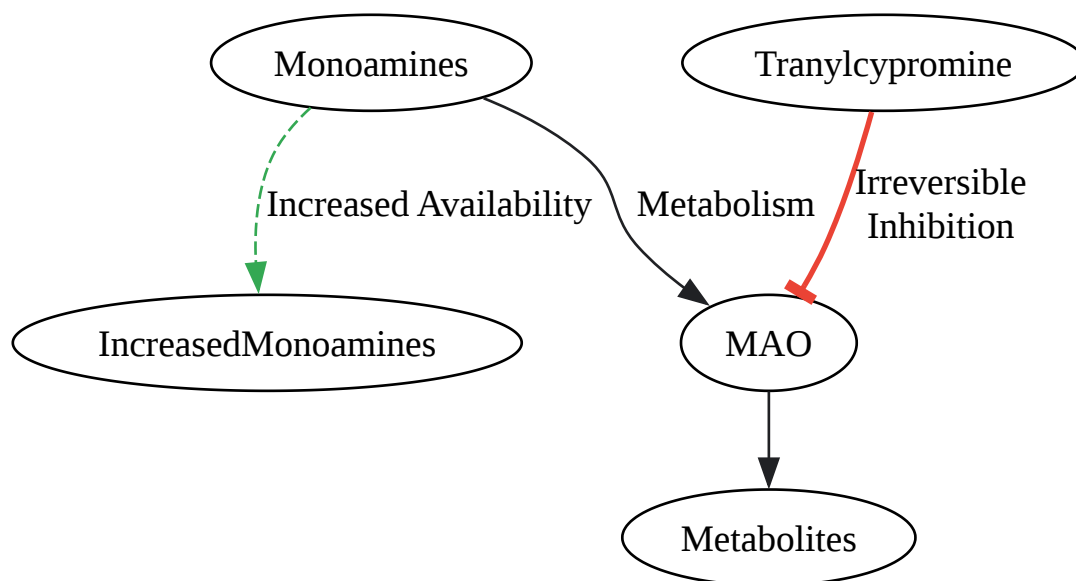 Monoamines
Tranylcypromine
Increased Availability
Metabolism
Irreversible
Inhibition
IncreasedMonoamines
MAO
Metabolites